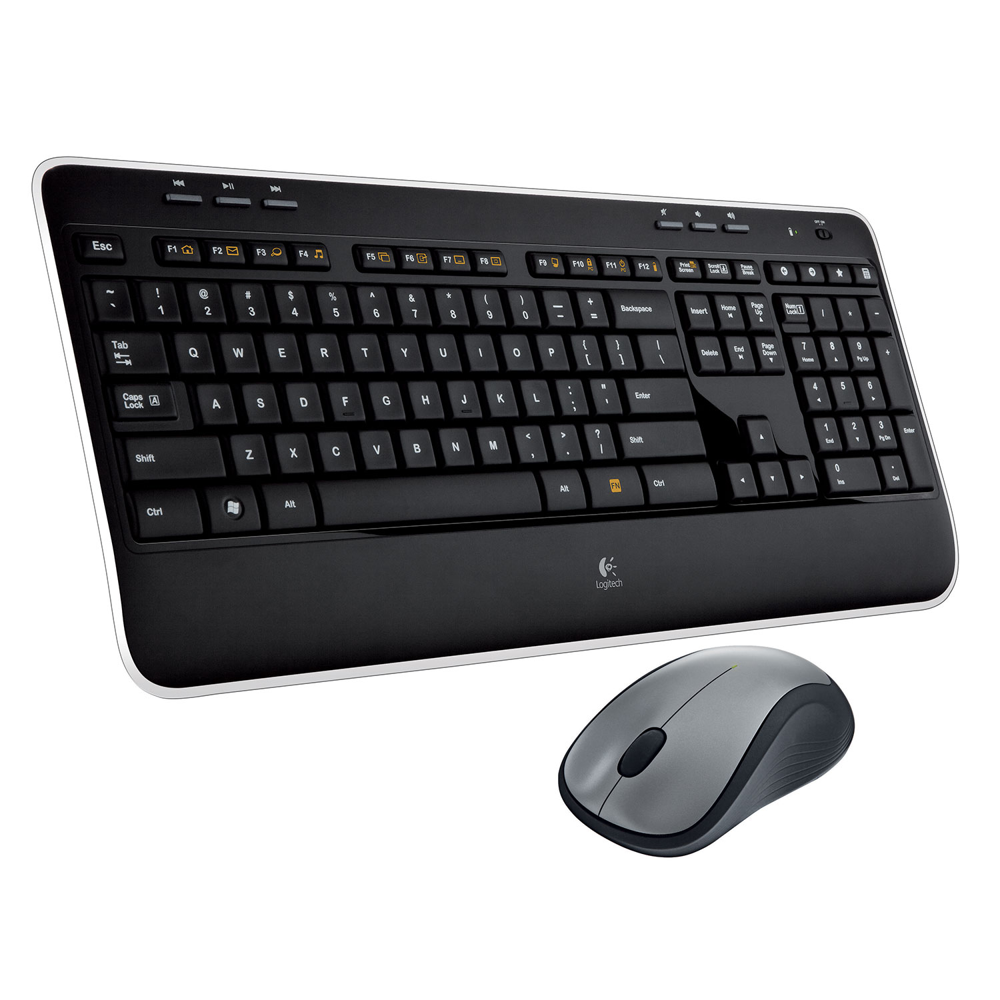 OFF ON
Esc
F1
F2
F3
F4
F5
F6
F7
F8
F9
F10 PC
F11 PC
F12
Print Screen
Scroll Lock
Pause Break
~ `
! 1
@ 2
# 3
$ 4
% 5
^ 6
& 7
* 8
( 9
) 0
— –
+ =
Backspace
Insert
Home
Page Up
Num Lock
/
*
–
Tab
Q
W
E
R
T
Y
U
I
O
P
{ [
} ]
| \
Delete
End
Page Down
7 Home
8
9 Pg Up
+
Caps Lock A
A
S
D
F
G
H
J
K
L
: ;
" '
Enter
4
5
6
Shift
Z
X
C
V
B
N
M
< ,
> .
? /
Shift
1 End
2
3 Pg Dn
Enter
Ctrl
Alt
Alt
FN
Ctrl
0 Ins
. Del
Logitech